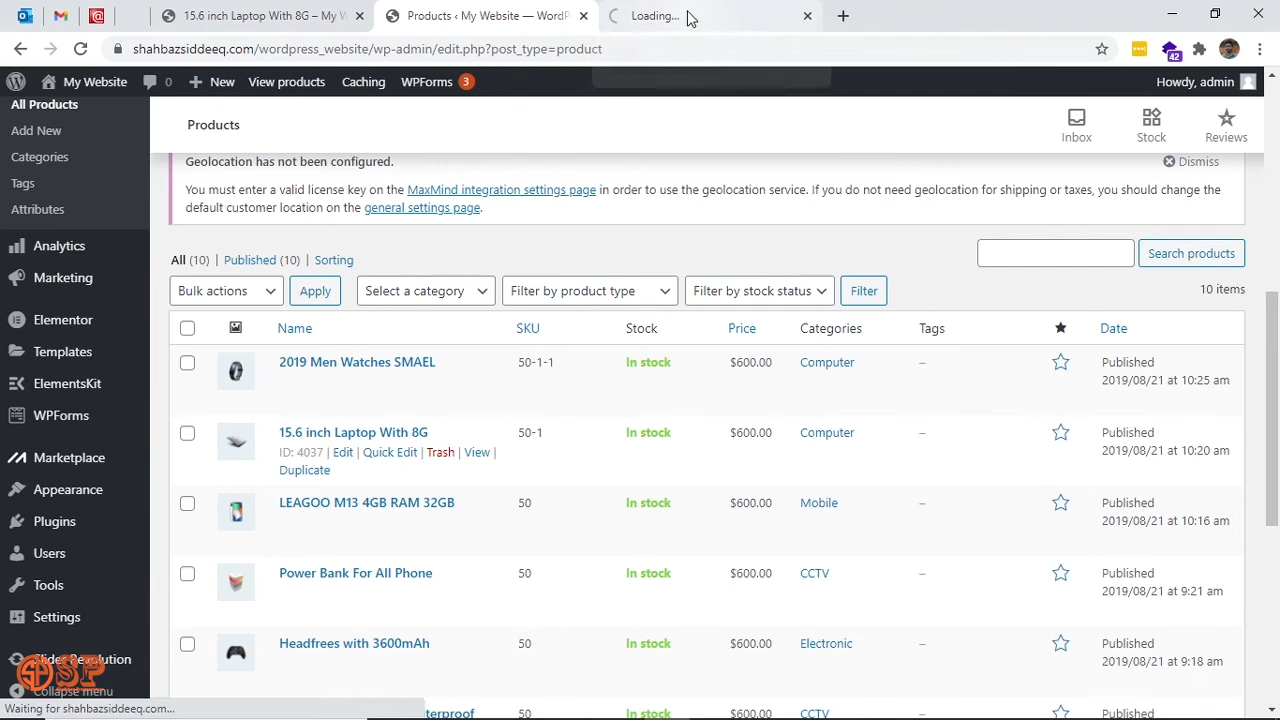 15.6 inch Laptop With 8G – My W
Products ‹ My Website — WordP
Loading...
shahbazsiddeeq.com/wordpress_website/wp-admin/edit.php?post_type=product
42
My Website
0
New
View products
Caching
WPForms 3
Howdy, admin
All Products
Add New
Categories
Tags
Attributes
Analytics
Marketing
Elementor
Templates
ElementsKit
WPForms
Marketplace
Appearance
Plugins
Users
Tools
Settings
Slider Revolution
Collapse menu
SP
Products
Inbox
Stock
Reviews
Geolocation has not been configured.
Dismiss
You must enter a valid license key on the MaxMind integration settings page in order to use the geolocation service. If you do not need geolocation for shipping or taxes, you should change the
default customer location on the general settings page.
All (10) | Published (10) | Sorting
Search products
Bulk actions
Apply
Select a category
Filter by product type
Filter by stock status
Filter
10 items
Name SKU Stock Price Categories Tags Date
2019 Men Watches SMAEL 50-1-1 In stock $600.00 Computer – Published
2019/08/21 at 10:25 am
15.6 inch Laptop With 8G 50-1 In stock $600.00 Computer – Published
ID: 4037 | Edit | Quick Edit | Trash | View | 2019/08/21 at 10:20 am
Duplicate
LEAGOO M13 4GB RAM 32GB 50 In stock $600.00 Mobile – Published
2019/08/21 at 10:16 am
Power Bank For All Phone 50 In stock $600.00 CCTV – Published
2019/08/21 at 9:21 am
Headfrees with 3600mAh 50 In stock $600.00 Electronic – Published
2019/08/21 at 9:18 am
terproof 50 In stock $600.00 CCTV – Published
Waiting for shahbazsiddeeq.com...